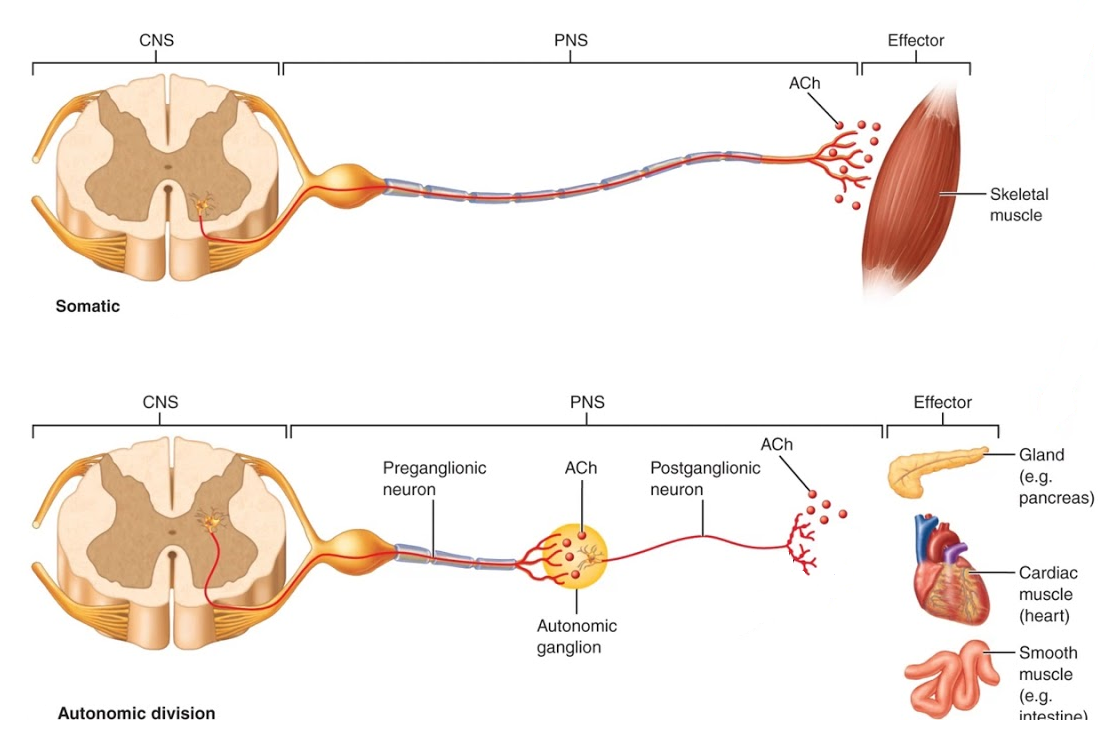 CNS
PNS
Effector
ACh
Skeletal
muscle
Somatic
CNS
PNS
Effector
Preganglionic
neuron
ACh
Postganglionic
neuron
ACh
Autonomic
ganglion
Gland
(e.g.
pancreas)
Cardiac
muscle
(heart)
Smooth
muscle
(e.g.
intestine)
Autonomic division